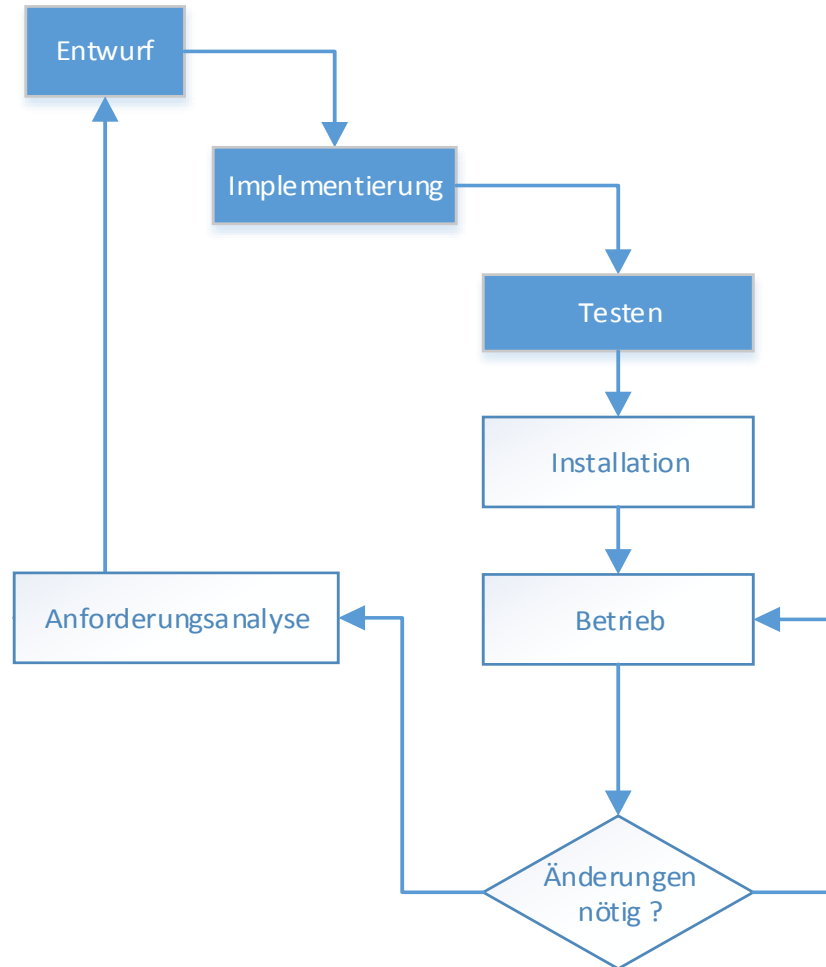 Entwurf
Implementierung
Testen
Installation
Anforderungsanalyse
Betrieb
Änderungen
nötig ?